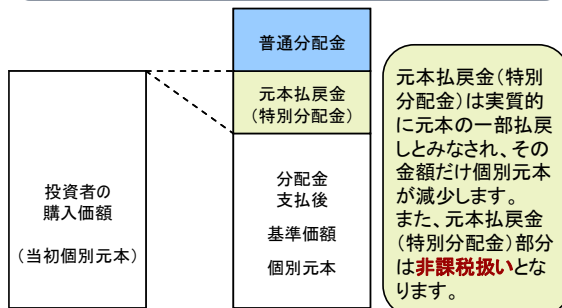 普通分配金
元本払戻金
(特別分配金)
投資者の
購入価額
(当初個別元本)
分配金
支払後
基準価額
個別元本
元本払戻金(特別
分配金)は実質的
に元本の一部払戻
しとみなされ、その
金額だけ個別元本
が減少します。
また、元本払戻金
(特別分配金)部分
は非課税扱いとな
ります。